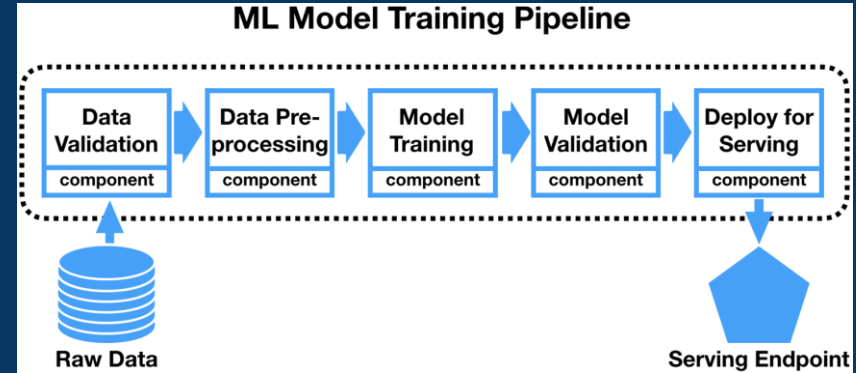 ML Model Training Pipeline
Data
Validation
component
Data Pre-
processing
component
Model
Training
component
Model
Validation
component
Deploy for
Serving
component
Raw Data
Serving Endpoint